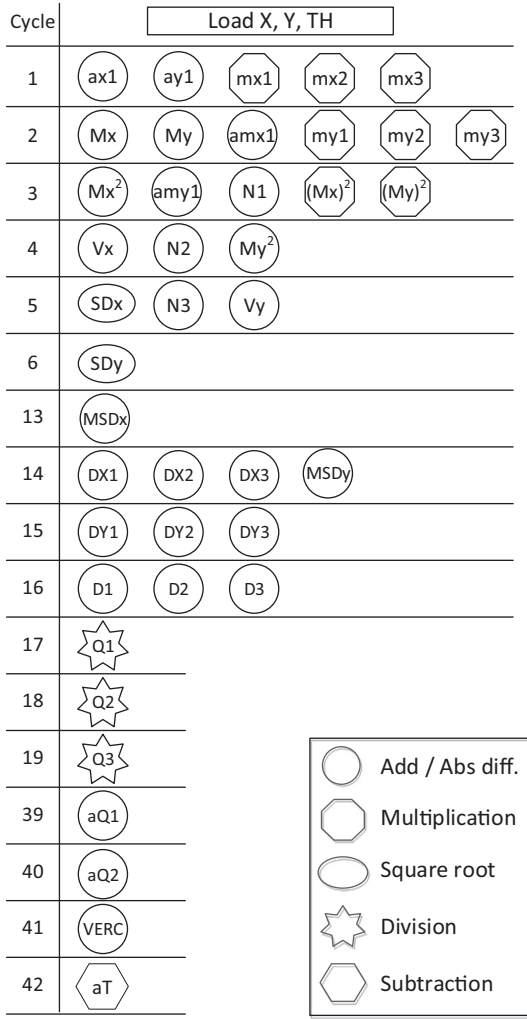 Cycle Load X, Y, TH
1 ax1 ay1 mx1 mx2 mx3
2 Mx My amx1 my1 my2 my3
3 Mx² amy1 N1 (Mx)² (My)²
4 Vx N2 My²
5 SDx N3 Vy
6 SDy
13 MSDx
14 DX1 DX2 DX3 MSDy
15 DY1 DY2 DY3
16 D1 D2 D3
17 Q1
18 Q2
19 Q3
39 aQ1
40 aQ2
41 VERC
42 aT
Add / Abs diff.
Multiplication
Square root
Division
Subtraction